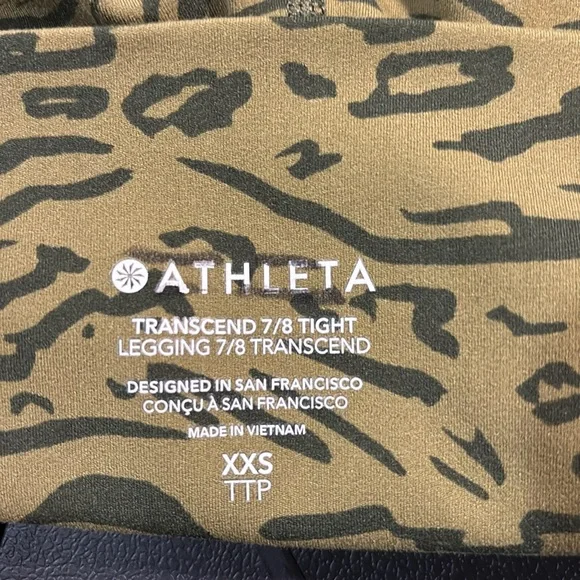 ATHLETA
TRANSCEND 7/8 TIGHT
LEGGING 7/8 TRANSCEND
DESIGNED IN SAN FRANCISCO
CONÇU À SAN FRANCISCO
MADE IN VIETNAM
XXS
TTP